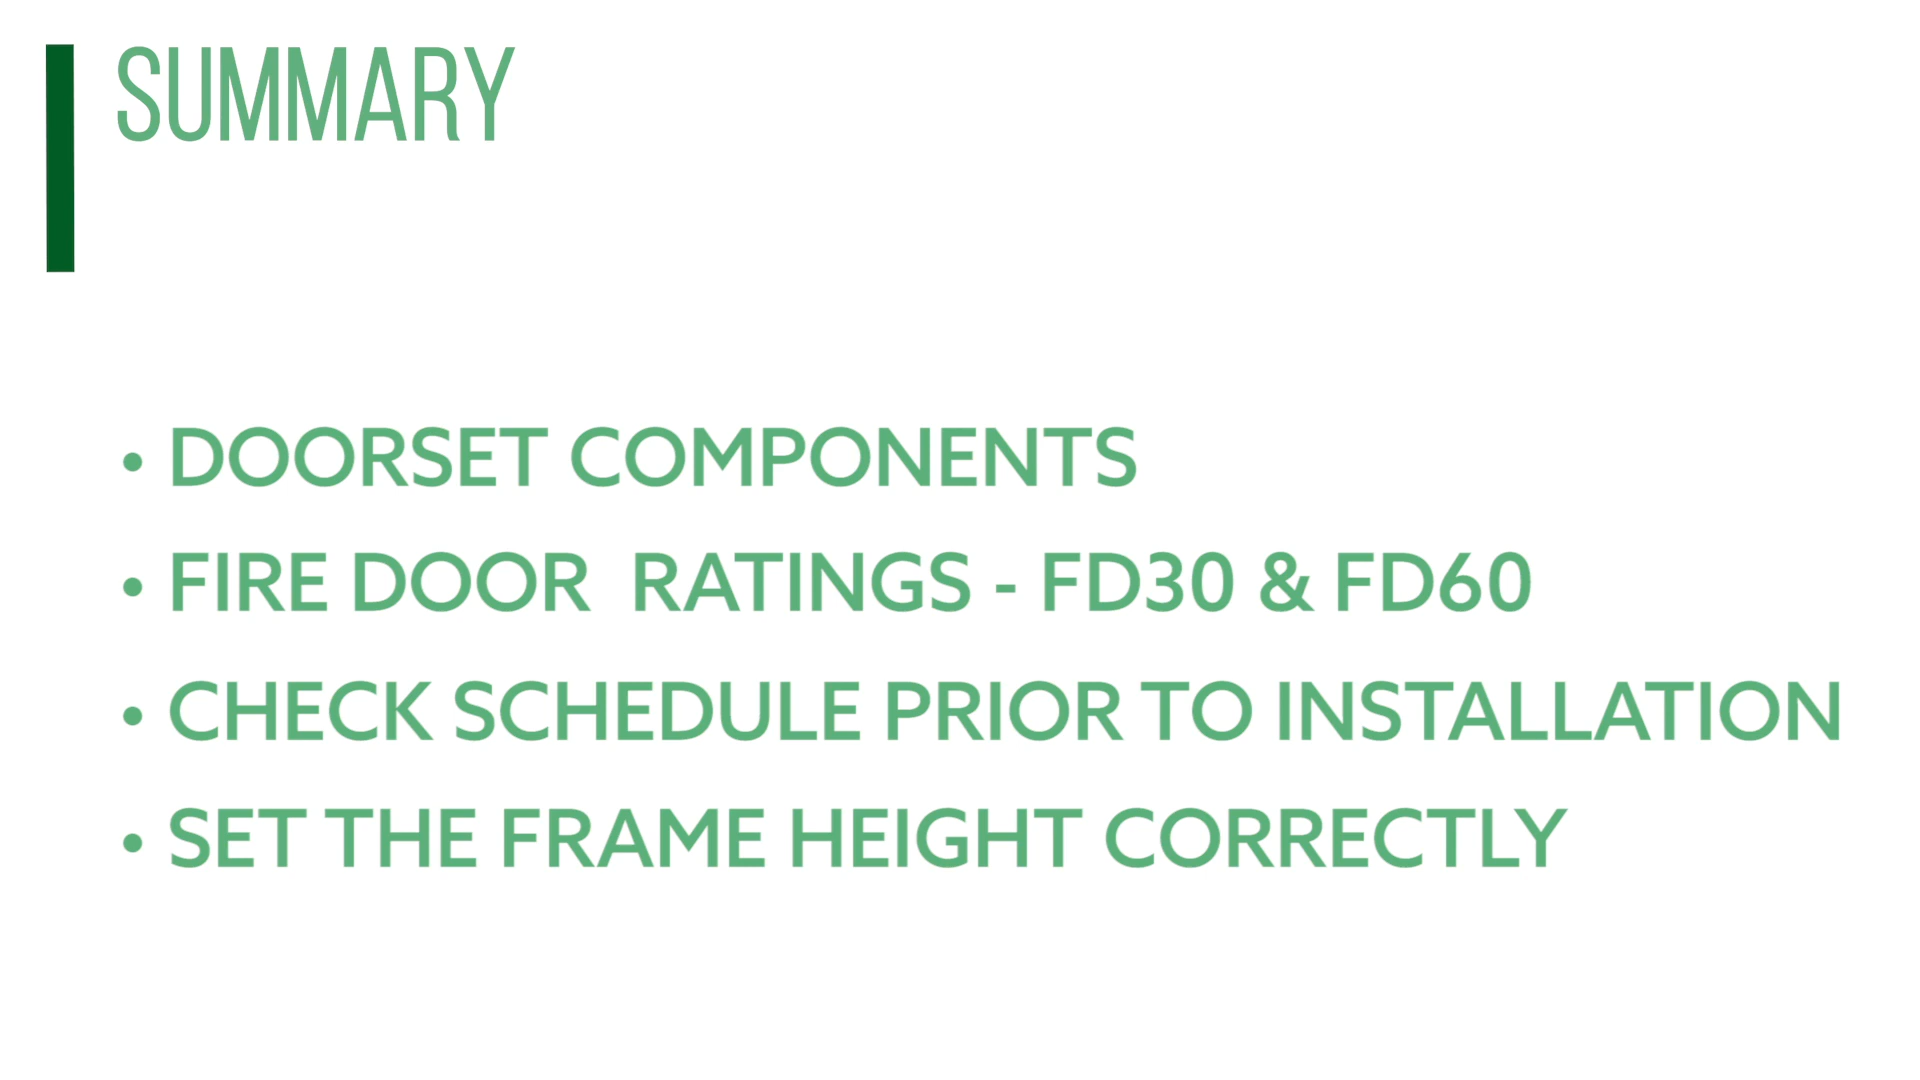 SUMMARY
• DOORSET COMPONENTS
• FIRE DOOR  RATINGS - FD30 & FD60
• CHECK SCHEDULE PRIOR TO INSTALLATION
• SET THE FRAME HEIGHT CORRECTLY